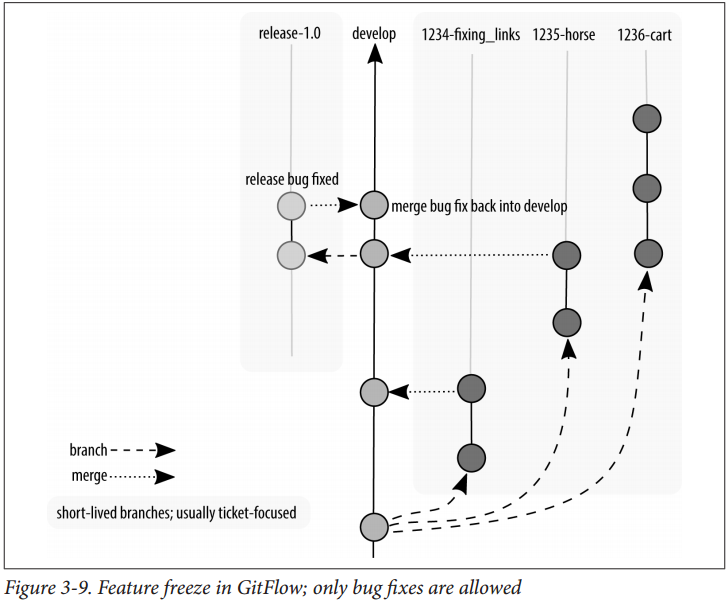 release-1.0
develop
1234-fixing_links
1235-horse
1236-cart
release bug fixed
merge bug fix back into develop
branch
merge
short-lived branches; usually ticket-focused
Figure 3-9. Feature freeze in GitFlow; only bug fixes are allowed